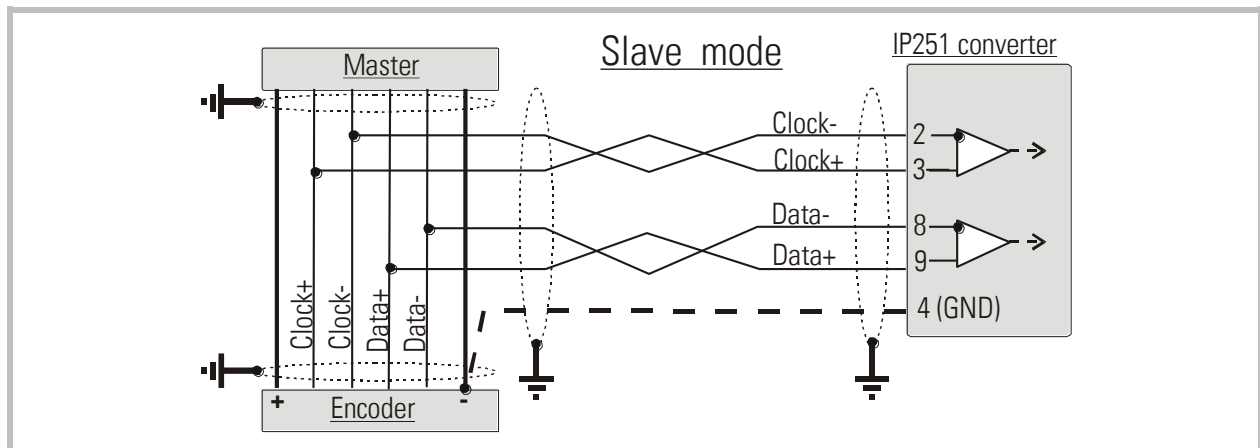 Master
Slave mode
IP251 converter
Clock-
2
Clock+
3
Data-
8
Data+
9
4 (GND)
Clock+
Clock-
Data+
Data-
+
Encoder
-